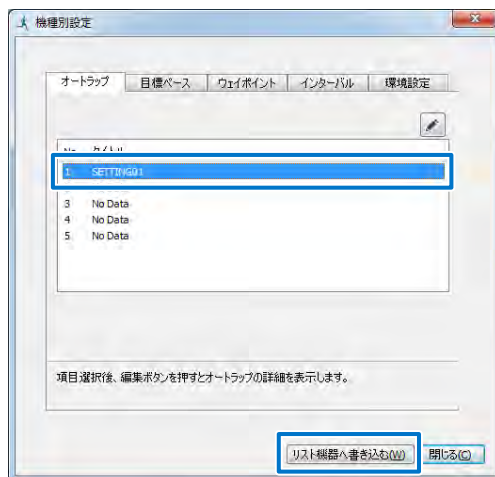 機種別設定
オートラップ 目標ペース ウェイポイント インターバル 環境設定
1 SETTING01
3 No Data
4 No Data
5 No Data
項目選択後、編集ボタンを押すとオートラップの詳細を表示します。
リスト機器へ書き込む(W) 閉じる(C)